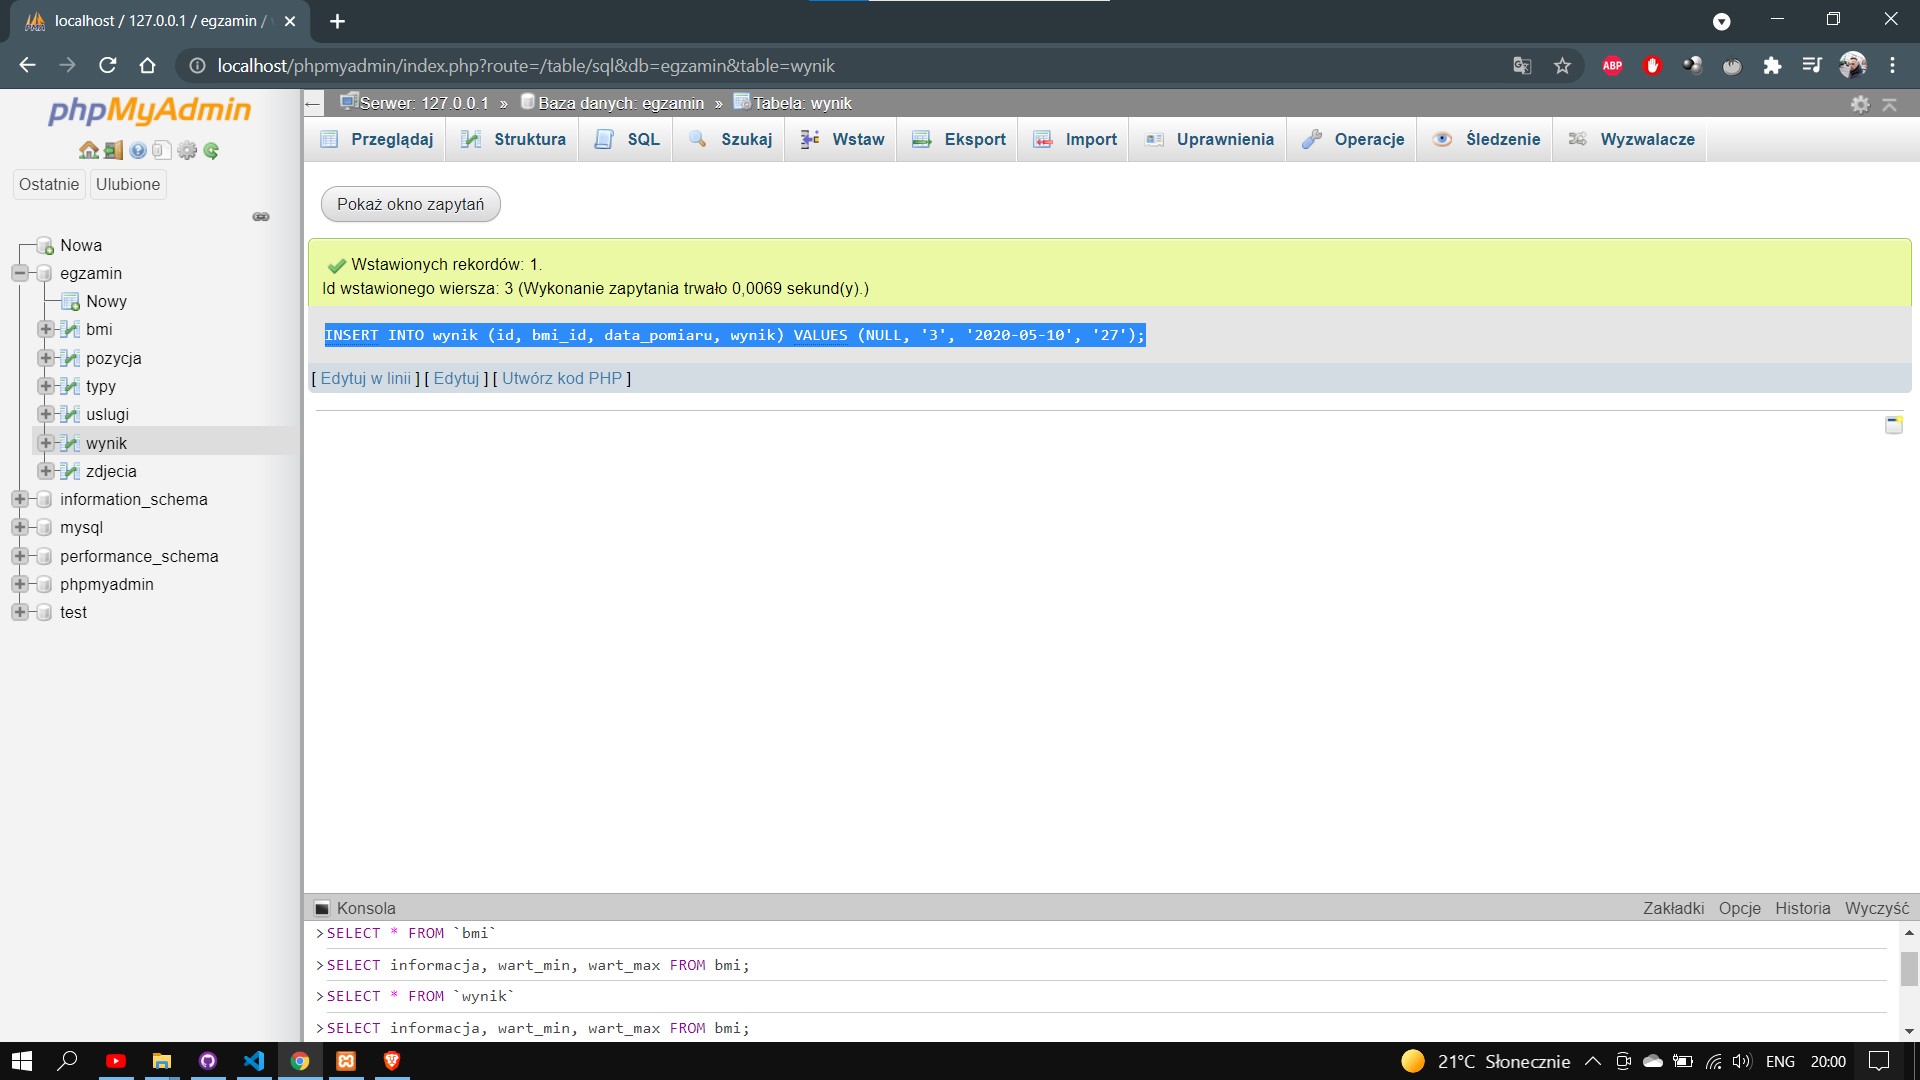 localhost / 127.0.0.1 / egzamin /
localhost/phpmyadmin/index.php?route=/table/sql&db=egzamin&table=wynik
ABP
phpMyAdmin
Ostatnie Ulubione
Nowa
egzamin
Nowy
bmi
pozycja
typy
uslugi
wynik
zdjecia
information_schema
mysql
performance_schema
phpmyadmin
test
Serwer: 127.0.0.1 » Baza danych: egzamin » Tabela: wynik
Przeglądaj Struktura SQL Szukaj Wstaw Eksport Import Uprawnienia Operacje Śledzenie Wyzwalacze
Pokaż okno zapytań
Wstawionych rekordów: 1.
Id wstawionego wiersza: 3 (Wykonanie zapytania trwało 0,0069 sekund(y).)
INSERT INTO wynik (id, bmi_id, data_pomiaru, wynik) VALUES (NULL, '3', '2020-05-10', '27');
[ Edytuj w linii ] [ Edytuj ] [ Utwórz kod PHP ]
Konsola Zakładki Opcje Historia Wyczyść
>SELECT * FROM `bmi`
>SELECT informacja, wart_min, wart_max FROM bmi;
>SELECT * FROM `wynik`
>SELECT informacja, wart_min, wart_max FROM bmi;
21°C Słonecznie ENG 20:00